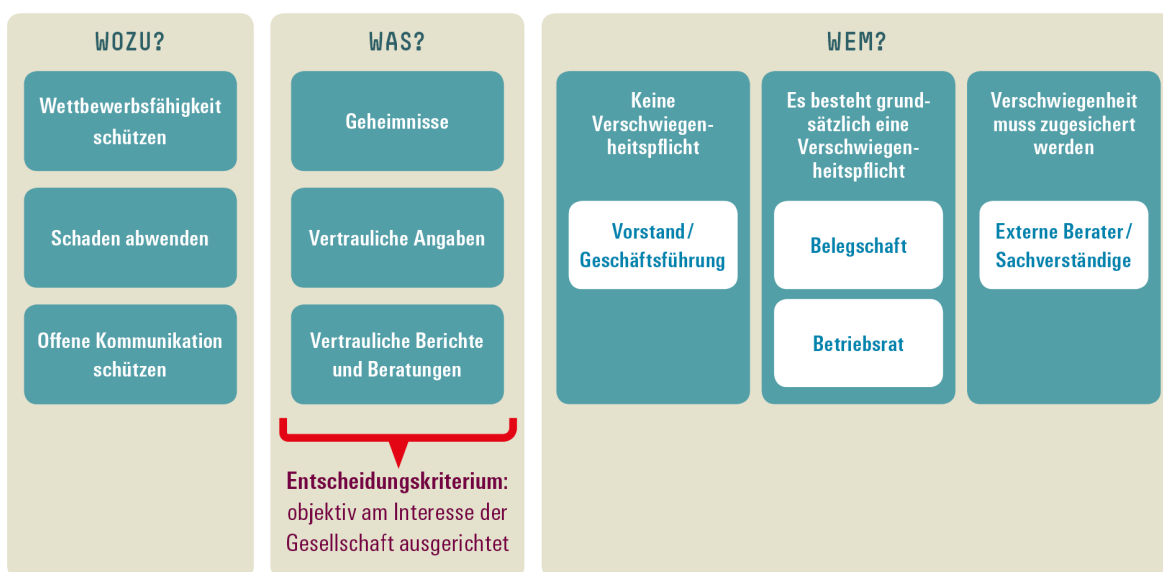 WOZU?
Wettbewerbsfähigkeit
schützen
Schaden abwenden
Offene Kommunikation
schützen
WAS?
Geheimnisse
Vertrauliche Angaben
Vertrauliche Berichte
und Beratungen
Entscheidungskriterium:
objektiv am Interesse der
Gesellschaft ausgerichtet
WEM?
Keine
Verschwiegen-
heitspflicht
Vorstand/
Geschäftsführung
Es besteht grund-
sätzlich eine
Verschwiegen-
heitspflicht
Belegschaft
Betriebsrat
Verschwiegenheit
muss zugesichert
werden
Externe Berater/
Sachverständige